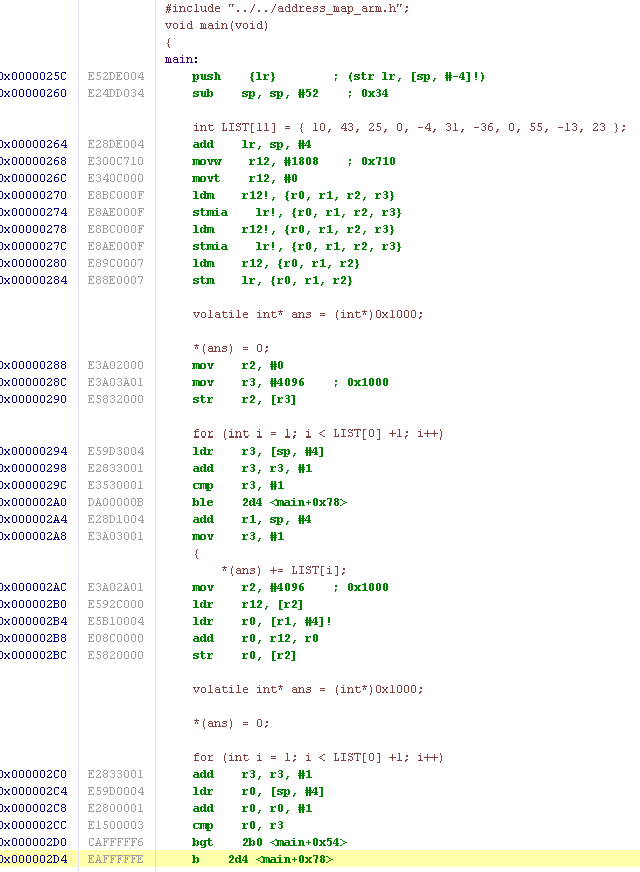 #include "../../address_map_arm.h";
void main(void)
{
main:
0x0000025C E52DE004 push {lr} ; (str lr, [sp, #-4]!)
0x00000260 E24DD034 sub sp, sp, #52 ; 0x34
int LIST[11] = { 10, 43, 25, 0, -4, 31, -36, 0, 55, -13, 23 };
0x00000264 E28DE004 add lr, sp, #4
0x00000268 E300C710 movw r12, #1808 ; 0x710
0x0000026C E340C000 movt r12, #0
0x00000270 E8BC000F ldm r12!, {r0, r1, r2, r3}
0x00000274 E8AE000F stmia lr!, {r0, r1, r2, r3}
0x00000278 E8BC000F ldm r12!, {r0, r1, r2, r3}
0x0000027C E8AE000F stmia lr!, {r0, r1, r2, r3}
0x00000280 E89C0007 ldm r12, {r0, r1, r2}
0x00000284 E88E0007 stm lr, {r0, r1, r2}
volatile int* ans = (int*)0x1000;
*(ans) = 0;
0x00000288 E3A02000 mov r2, #0
0x0000028C E3A03A01 mov r3, #4096 ; 0x1000
0x00000290 E5832000 str r2, [r3]
for (int i = 1; i < LIST[0] +1; i++)
0x00000294 E59D3004 ldr r3, [sp, #4]
0x00000298 E2833001 add r3, r3, #1
0x0000029C E3530001 cmp r3, #1
0x000002A0 DA00000B ble 2d4 <main+0x78>
0x000002A4 E28D1004 add r1, sp, #4
0x000002A8 E3A03001 mov r3, #1
{
*(ans) += LIST[i];
0x000002AC E3A02A01 mov r2, #4096 ; 0x1000
0x000002B0 E592C000 ldr r12, [r2]
0x000002B4 E5B10004 ldr r0, [r1, #4]!
0x000002B8 E08C0000 add r0, r12, r0
0x000002BC E5820000 str r0, [r2]
volatile int* ans = (int*)0x1000;
*(ans) = 0;
for (int i = 1; i < LIST[0] +1; i++)
0x000002C0 E2833001 add r3, r3, #1
0x000002C4 E59D0004 ldr r0, [sp, #4]
0x000002C8 E2800001 add r0, r0, #1
0x000002CC E1500003 cmp r0, r3
0x000002D0 CAFFFFF6 bgt 2b0 <main+0x54>
0x000002D4 EAFFFFFE b 2d4 <main+0x78>